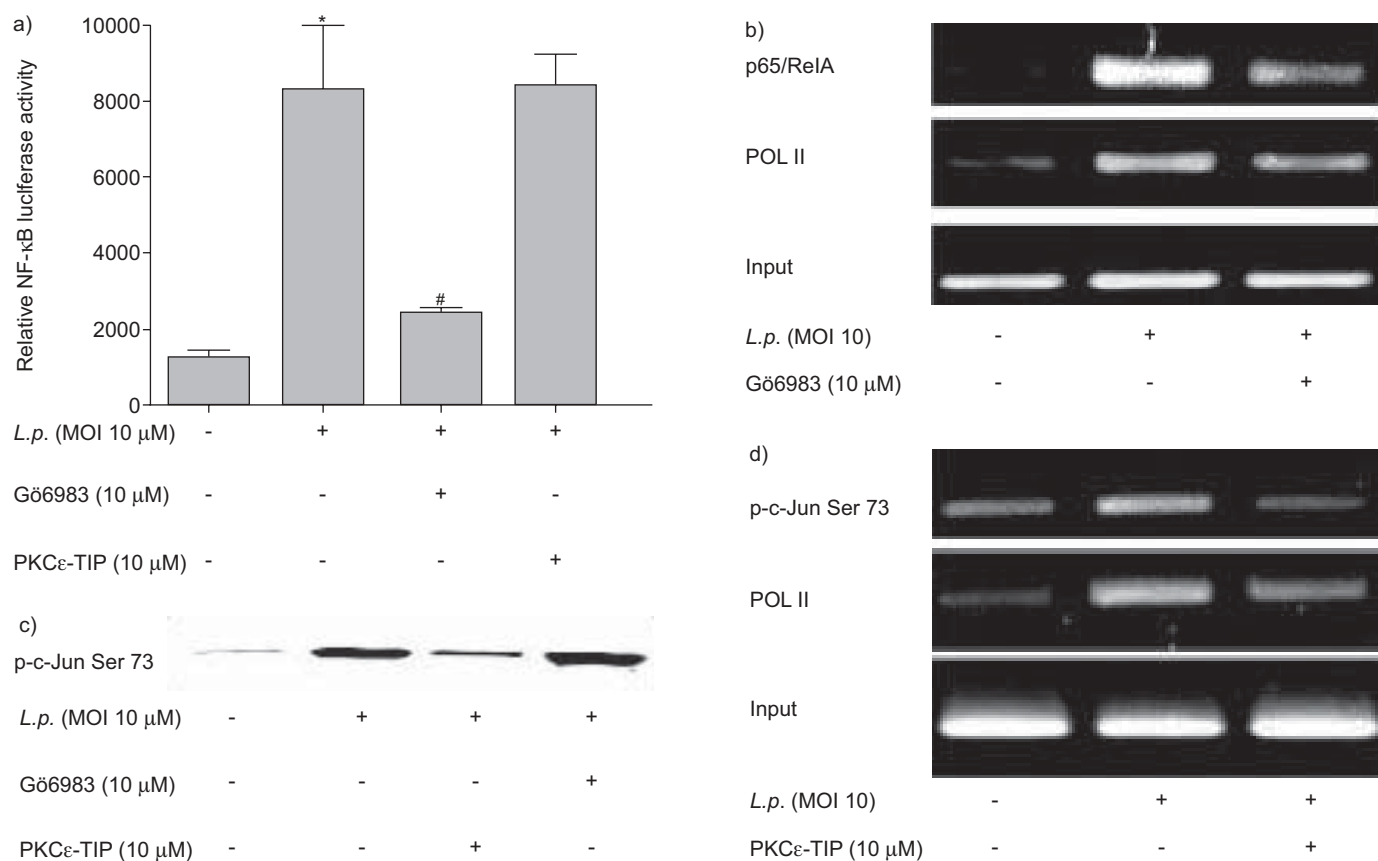 a)
10000
8000
6000
4000
2000
0
Relative NF-κB luclferase activity
*
#
L.p. (MOI 10 μM) - + + +
Gö6983 (10 μM) - - + -
PKCε-TIP (10 μM) - - - +
b)
p65/RelA
POL II
Input
L.p. (MOI 10) - + +
Gö6983 (10 μM) - - +
c)
p-c-Jun Ser 73
L.p. (MOI 10 μM) - + + +
Gö6983 (10 μM) - - - +
PKCε-TIP (10 μM) - - + -
d)
p-c-Jun Ser 73
POL II
Input
L.p. (MOI 10) - + +
PKCε-TIP (10 μM) - - +